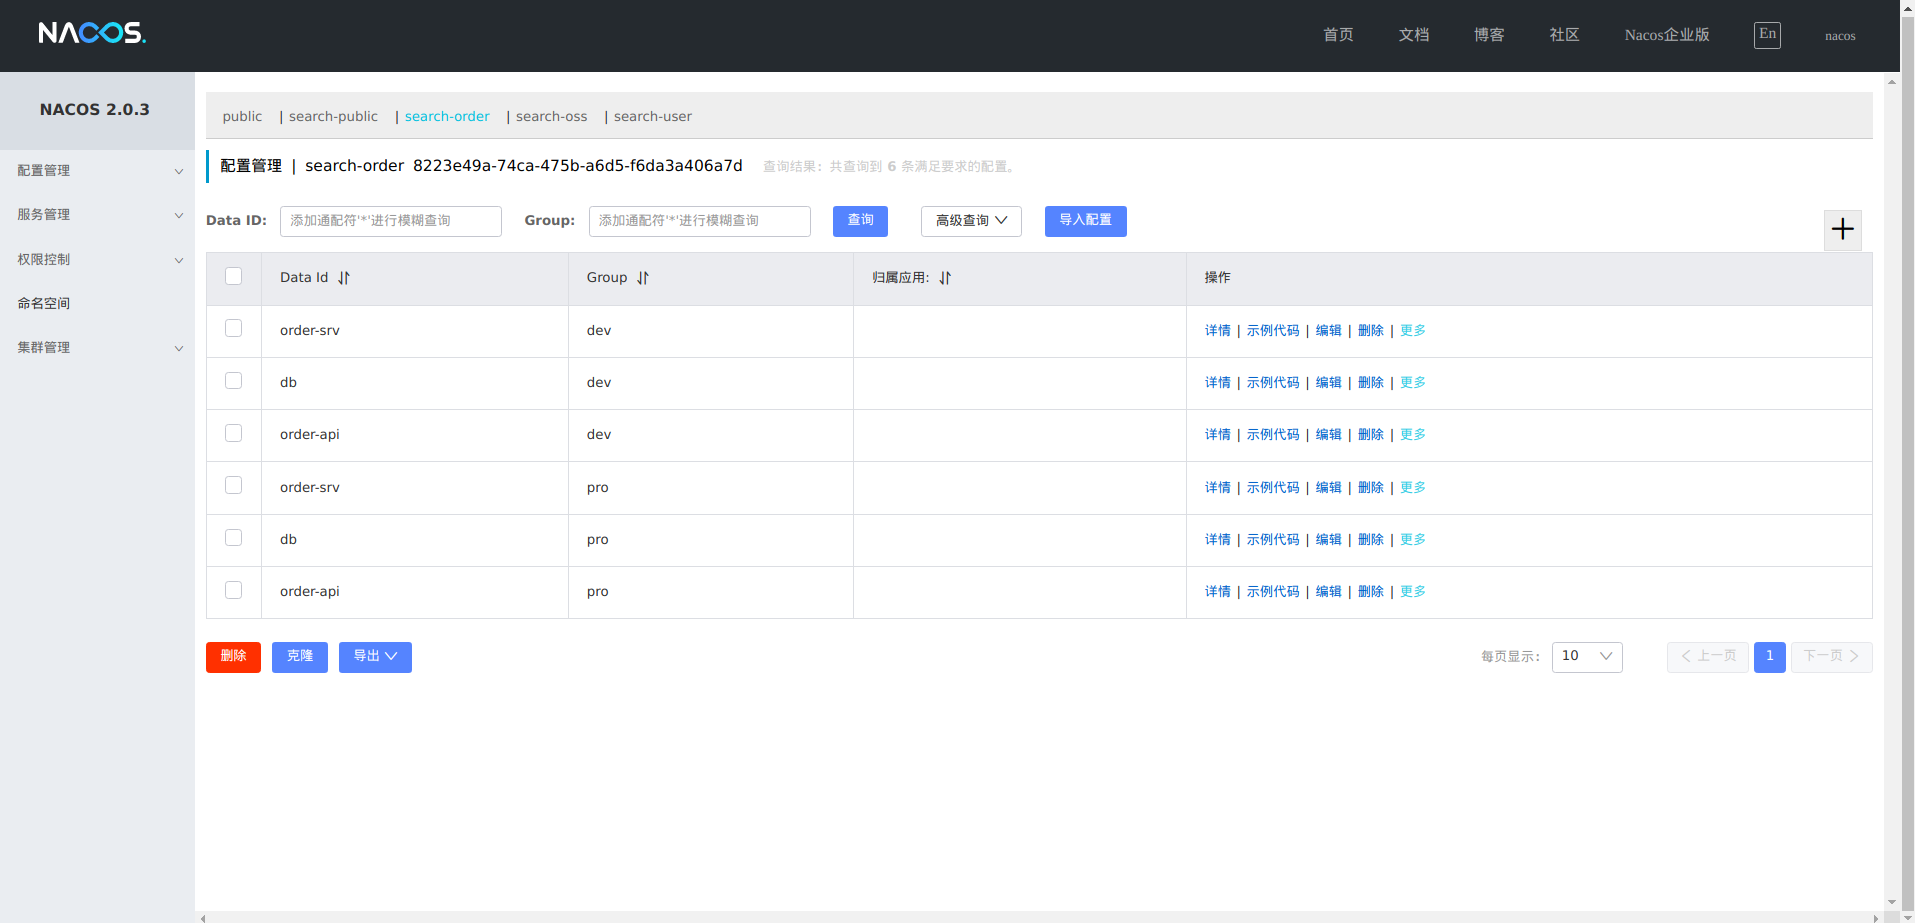 NACOS.
首页 文档 博客 社区 Nacos企业版 En nacos
NACOS 2.0.3
配置管理
服务管理
权限控制
命名空间
集群管理
public | search-public | search-order | search-oss | search-user
配置管理 | search-order 8223e49a-74ca-475b-a6d5-f6da3a406a7d 查询结果：共查询到 6 条满足要求的配置。
Data ID: 添加通配符'*'进行模糊查询 Group: 添加通配符'*'进行模糊查询 查询 高级查询 导入配置
Data Id Group 归属应用: 操作
order-srv dev 详情 | 示例代码 | 编辑 | 删除 | 更多
db dev 详情 | 示例代码 | 编辑 | 删除 | 更多
order-api dev 详情 | 示例代码 | 编辑 | 删除 | 更多
order-srv pro 详情 | 示例代码 | 编辑 | 删除 | 更多
db pro 详情 | 示例代码 | 编辑 | 删除 | 更多
order-api pro 详情 | 示例代码 | 编辑 | 删除 | 更多
删除 克隆 导出 每页显示： 10 上一页 1 下一页